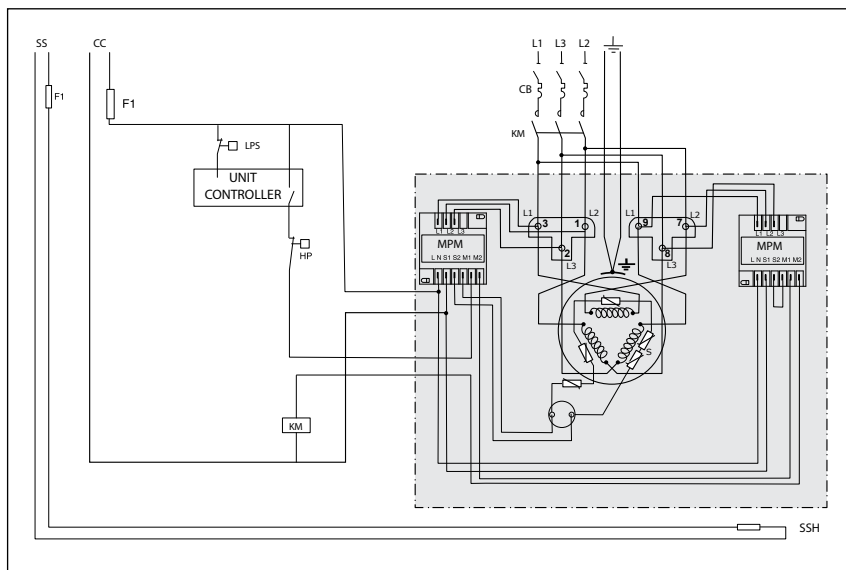 SS
CC
L1 L3 L2
F1
F1
CB
KM
LPS
UNIT
CONTROLLER
HP
L1 L2 L3
MPM
L N S1 S2 M1 M2
L1
3
1
L2
2
L3
L1
9
7
L2
8
L3
L1 L2 L3
MPM
L N S1 S2 M1 M2
S
KM
SSH